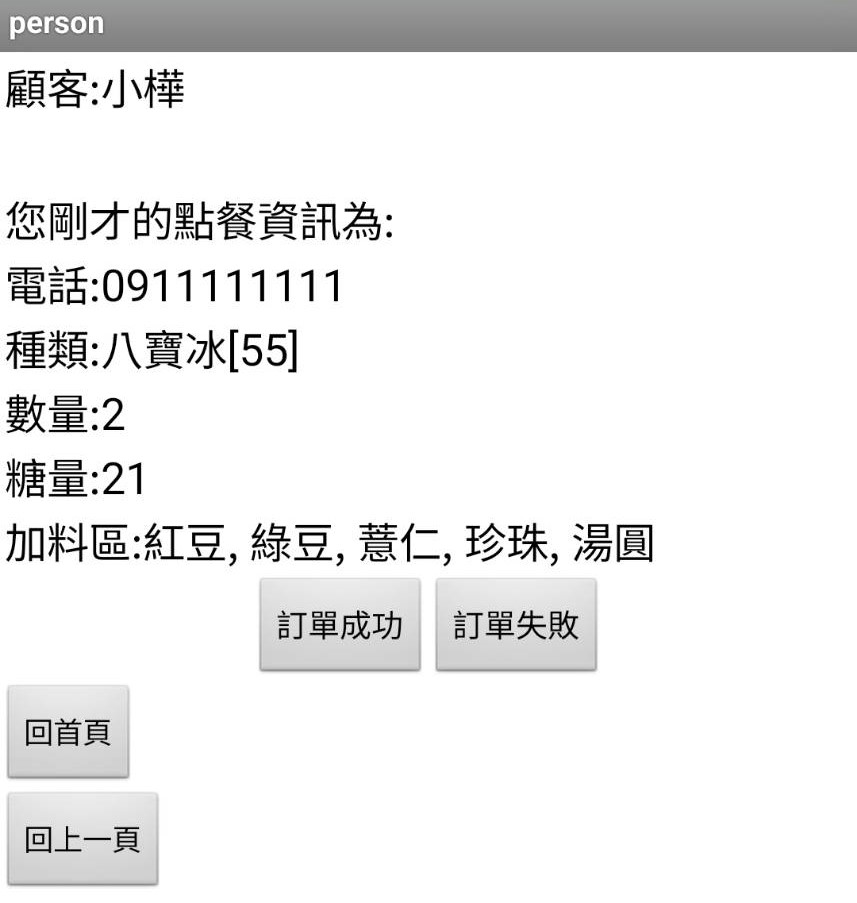 person
顧客:小樺
您剛才的點餐資訊為:
電話:0911111111
種類:八寶冰[55]
數量:2
糖量:21
加料區:紅豆, 綠豆, 薏仁, 珍珠, 湯圓
訂單成功 訂單失敗
回首頁
回上一頁